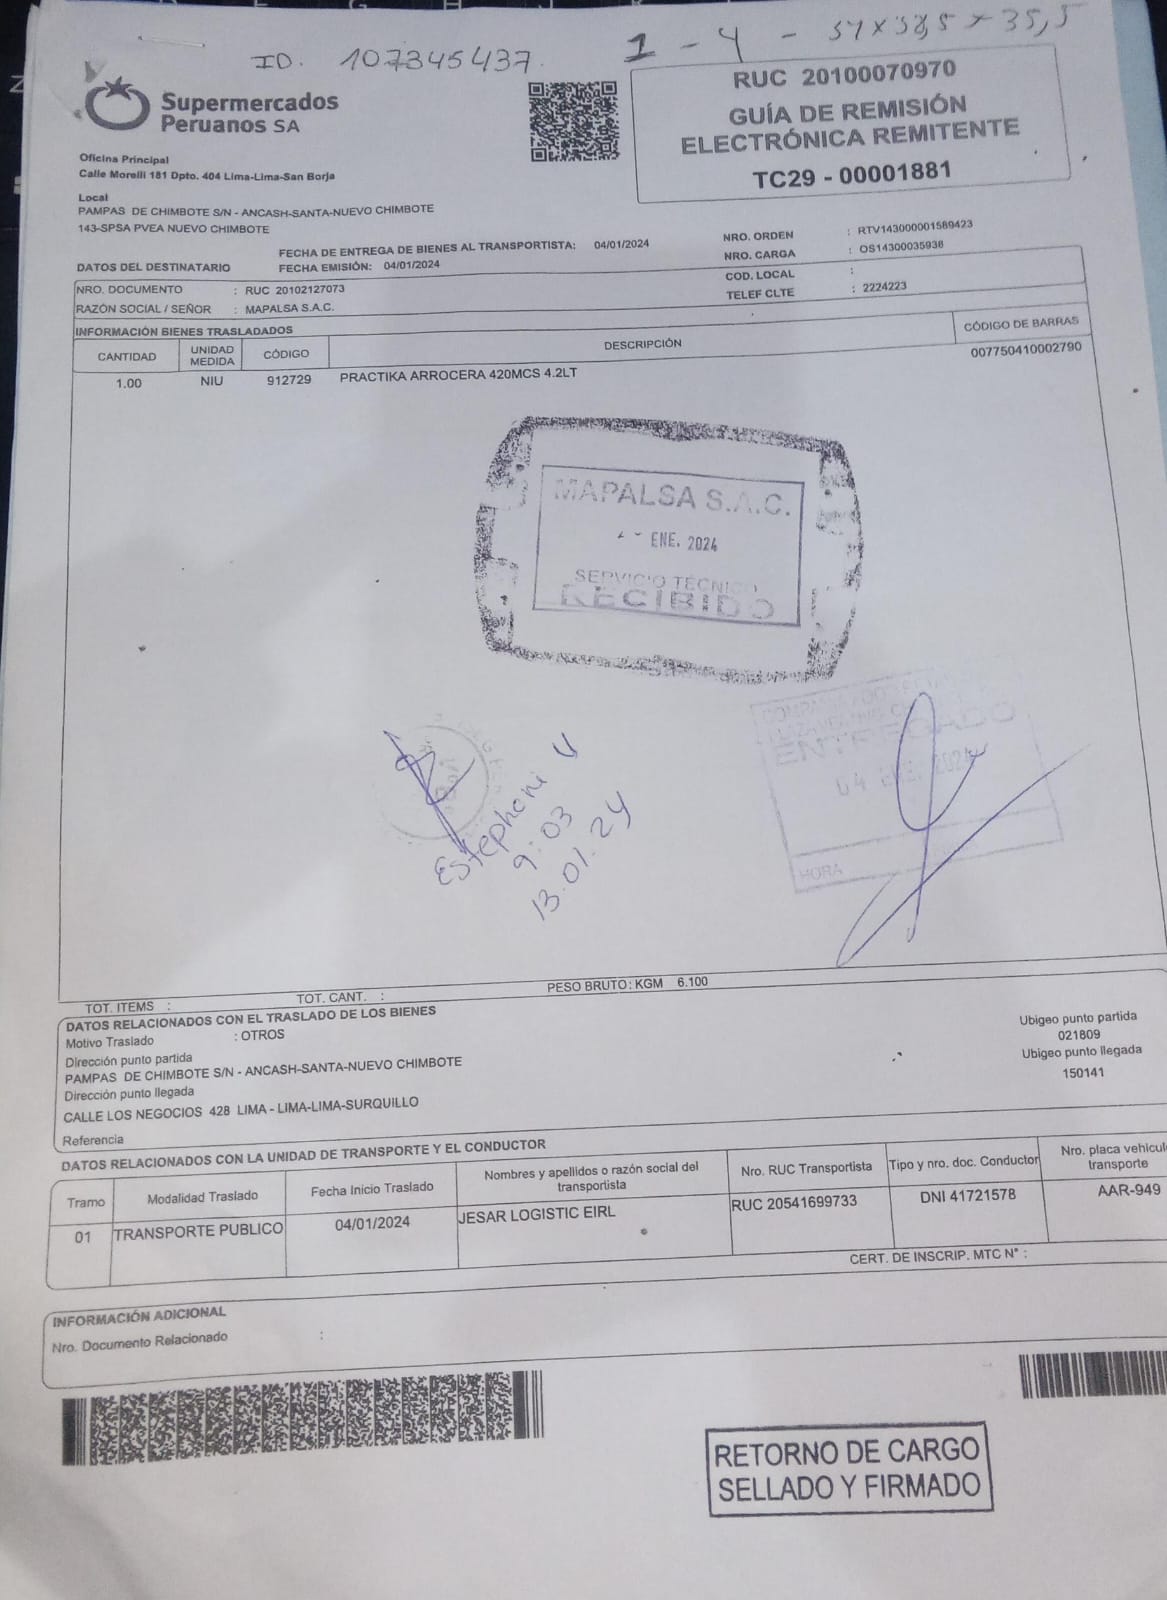 ID. 107345437.
1 - 4 - 51 x 38,5 x 35,5
Supermercados
Peruanos SA
RUC 20100070970
GUÍA DE REMISIÓN
ELECTRÓNICA REMITENTE
TC29 - 00001881
Oficina Principal
Calle Morelli 181 Dpto. 404 Lima-Lima-San Borja
Local
PAMPAS DE CHIMBOTE S/N - ANCASH-SANTA-NUEVO CHIMBOTE
143-SPSA PVEA NUEVO CHIMBOTE
FECHA DE ENTREGA DE BIENES AL TRANSPORTISTA: 04/01/2024
FECHA EMISIÓN: 04/01/2024
NRO. ORDEN : RTV143000001589423
NRO. CARGA : OS14300035938
COD. LOCAL :
TELEF CLTE : 2224223
DATOS DEL DESTINATARIO
NRO. DOCUMENTO : RUC 20102127073
RAZÓN SOCIAL / SEÑOR : MAPALSA S.A.C.
INFORMACIÓN BIENES TRASLADADOS
CANTIDAD UNIDAD MEDIDA CÓDIGO DESCRIPCIÓN CÓDIGO DE BARRAS
1.00 NIU 912729 PRACTIKA ARROCERA 420MCS 4.2LT 007750410002790
MAPALSA S.A.C.
ENE. 2024
SERVICIO TÉCNICO
RECIBIDO
ENTREGADO
04 ENE. 2024
HORA
Estephani V
9:03
13.01.24
TOT. ITEMS : TOT. CANT. : PESO BRUTO: KGM 6.100
DATOS RELACIONADOS CON EL TRASLADO DE LOS BIENES
Motivo Traslado : OTROS
Dirección punto partida
PAMPAS DE CHIMBOTE S/N - ANCASH-SANTA-NUEVO CHIMBOTE
Dirección punto llegada
CALLE LOS NEGOCIOS 428 LIMA - LIMA-LIMA-SURQUILLO
Referencia
Ubigeo punto partida
021809
Ubigeo punto llegada
150141
DATOS RELACIONADOS CON LA UNIDAD DE TRANSPORTE Y EL CONDUCTOR
Tramo Modalidad Traslado Fecha Inicio Traslado Nombres y apellidos o razón social del transportista Nro. RUC Transportista Tipo y nro. doc. Conductor Nro. placa vehicul transporte
01 TRANSPORTE PUBLICO 04/01/2024 JESAR LOGISTIC EIRL RUC 20541699733 DNI 41721578 AAR-949
CERT. DE INSCRIP. MTC N° :
INFORMACIÓN ADICIONAL
Nro. Documento Relacionado :
RETORNO DE CARGO
SELLADO Y FIRMADO